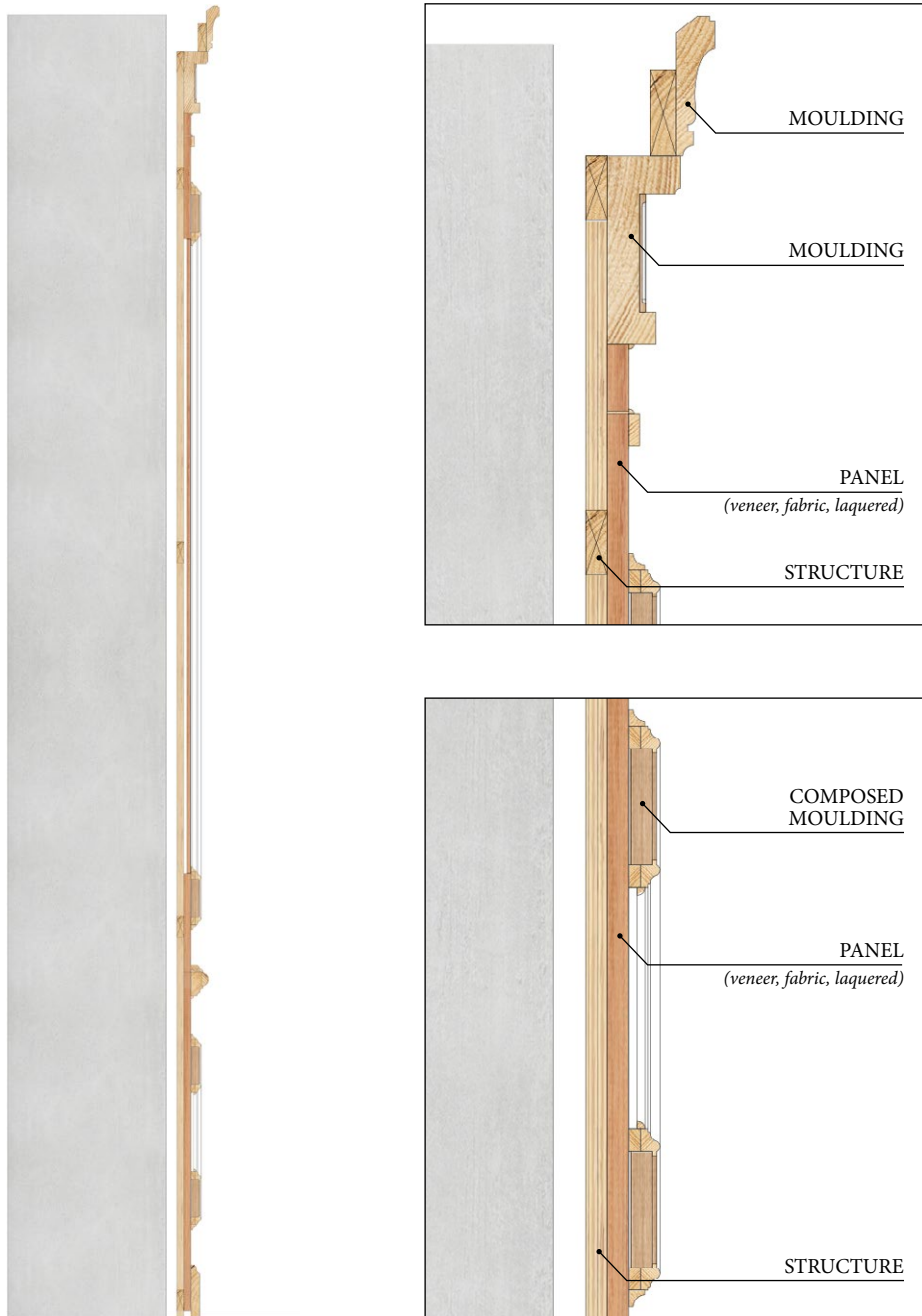 MOULDING
MOULDING
PANEL
(veneer, fabric, laquered)
STRUCTURE
COMPOSED
MOULDING
PANEL
(veneer, fabric, laquered)
STRUCTURE